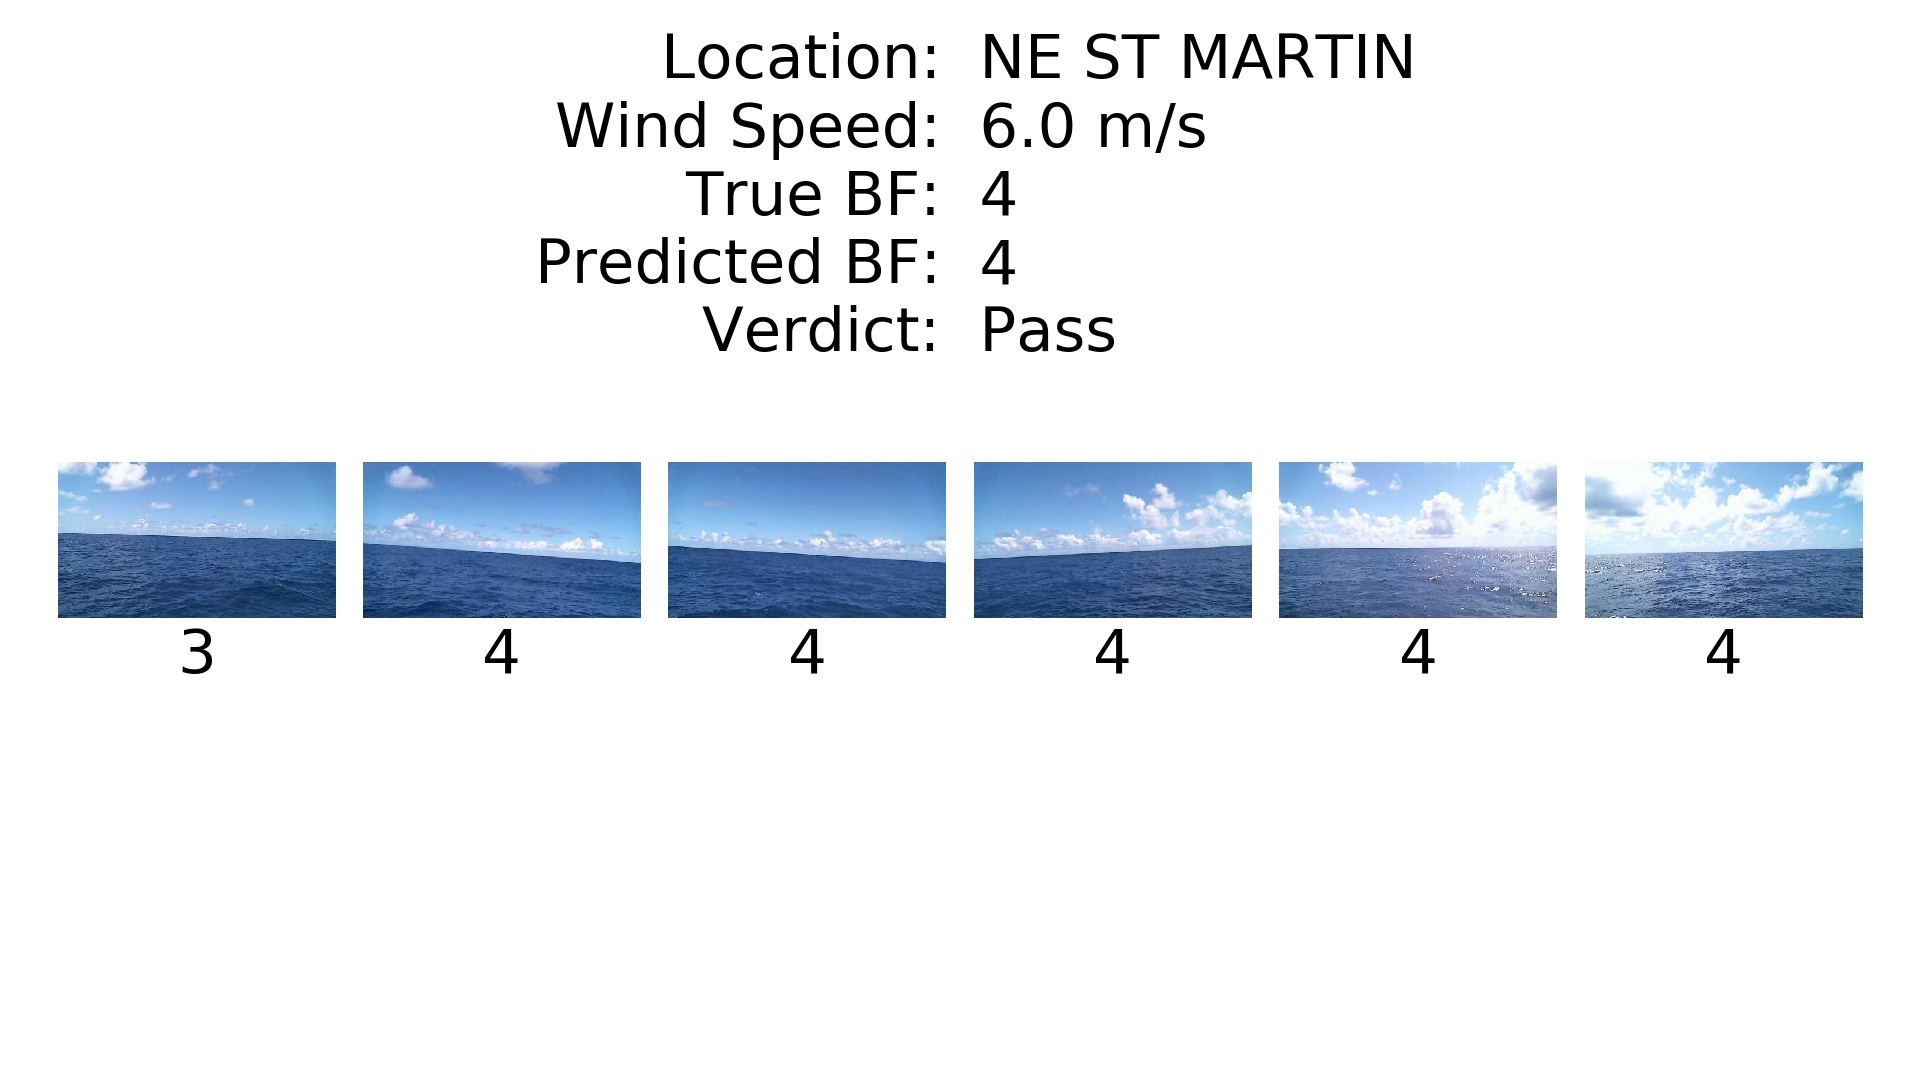 Location: NE ST MARTIN
Wind Speed: 6.0 m/s
True BF: 4
Predicted BF: 4
Verdict: Pass
3 4 4 4 4 4